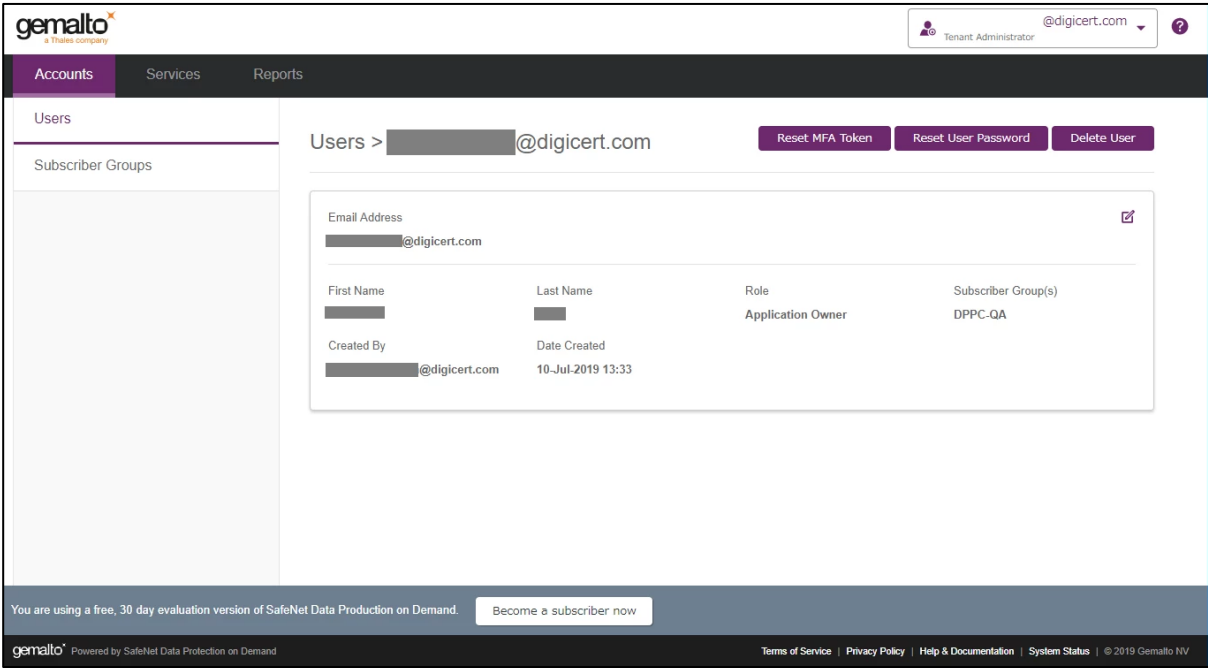 gemalto
a Thales company
@digicert.com
Tenant Administrator
Accounts Services Reports
Users
Subscriber Groups
Users > @digicert.com
Reset MFA Token Reset User Password Delete User
Email Address
@digicert.com
First Name Last Name Role Subscriber Group(s)
Application Owner DPPC-QA
Created By Date Created
@digicert.com 10-Jul-2019 13:33
You are using a free, 30 day evaluation version of SafeNet Data Production on Demand. Become a subscriber now
gemalto Powered by SafeNet Data Protection on Demand Terms of Service | Privacy Policy | Help & Documentation | System Status | © 2019 Gemalto NV